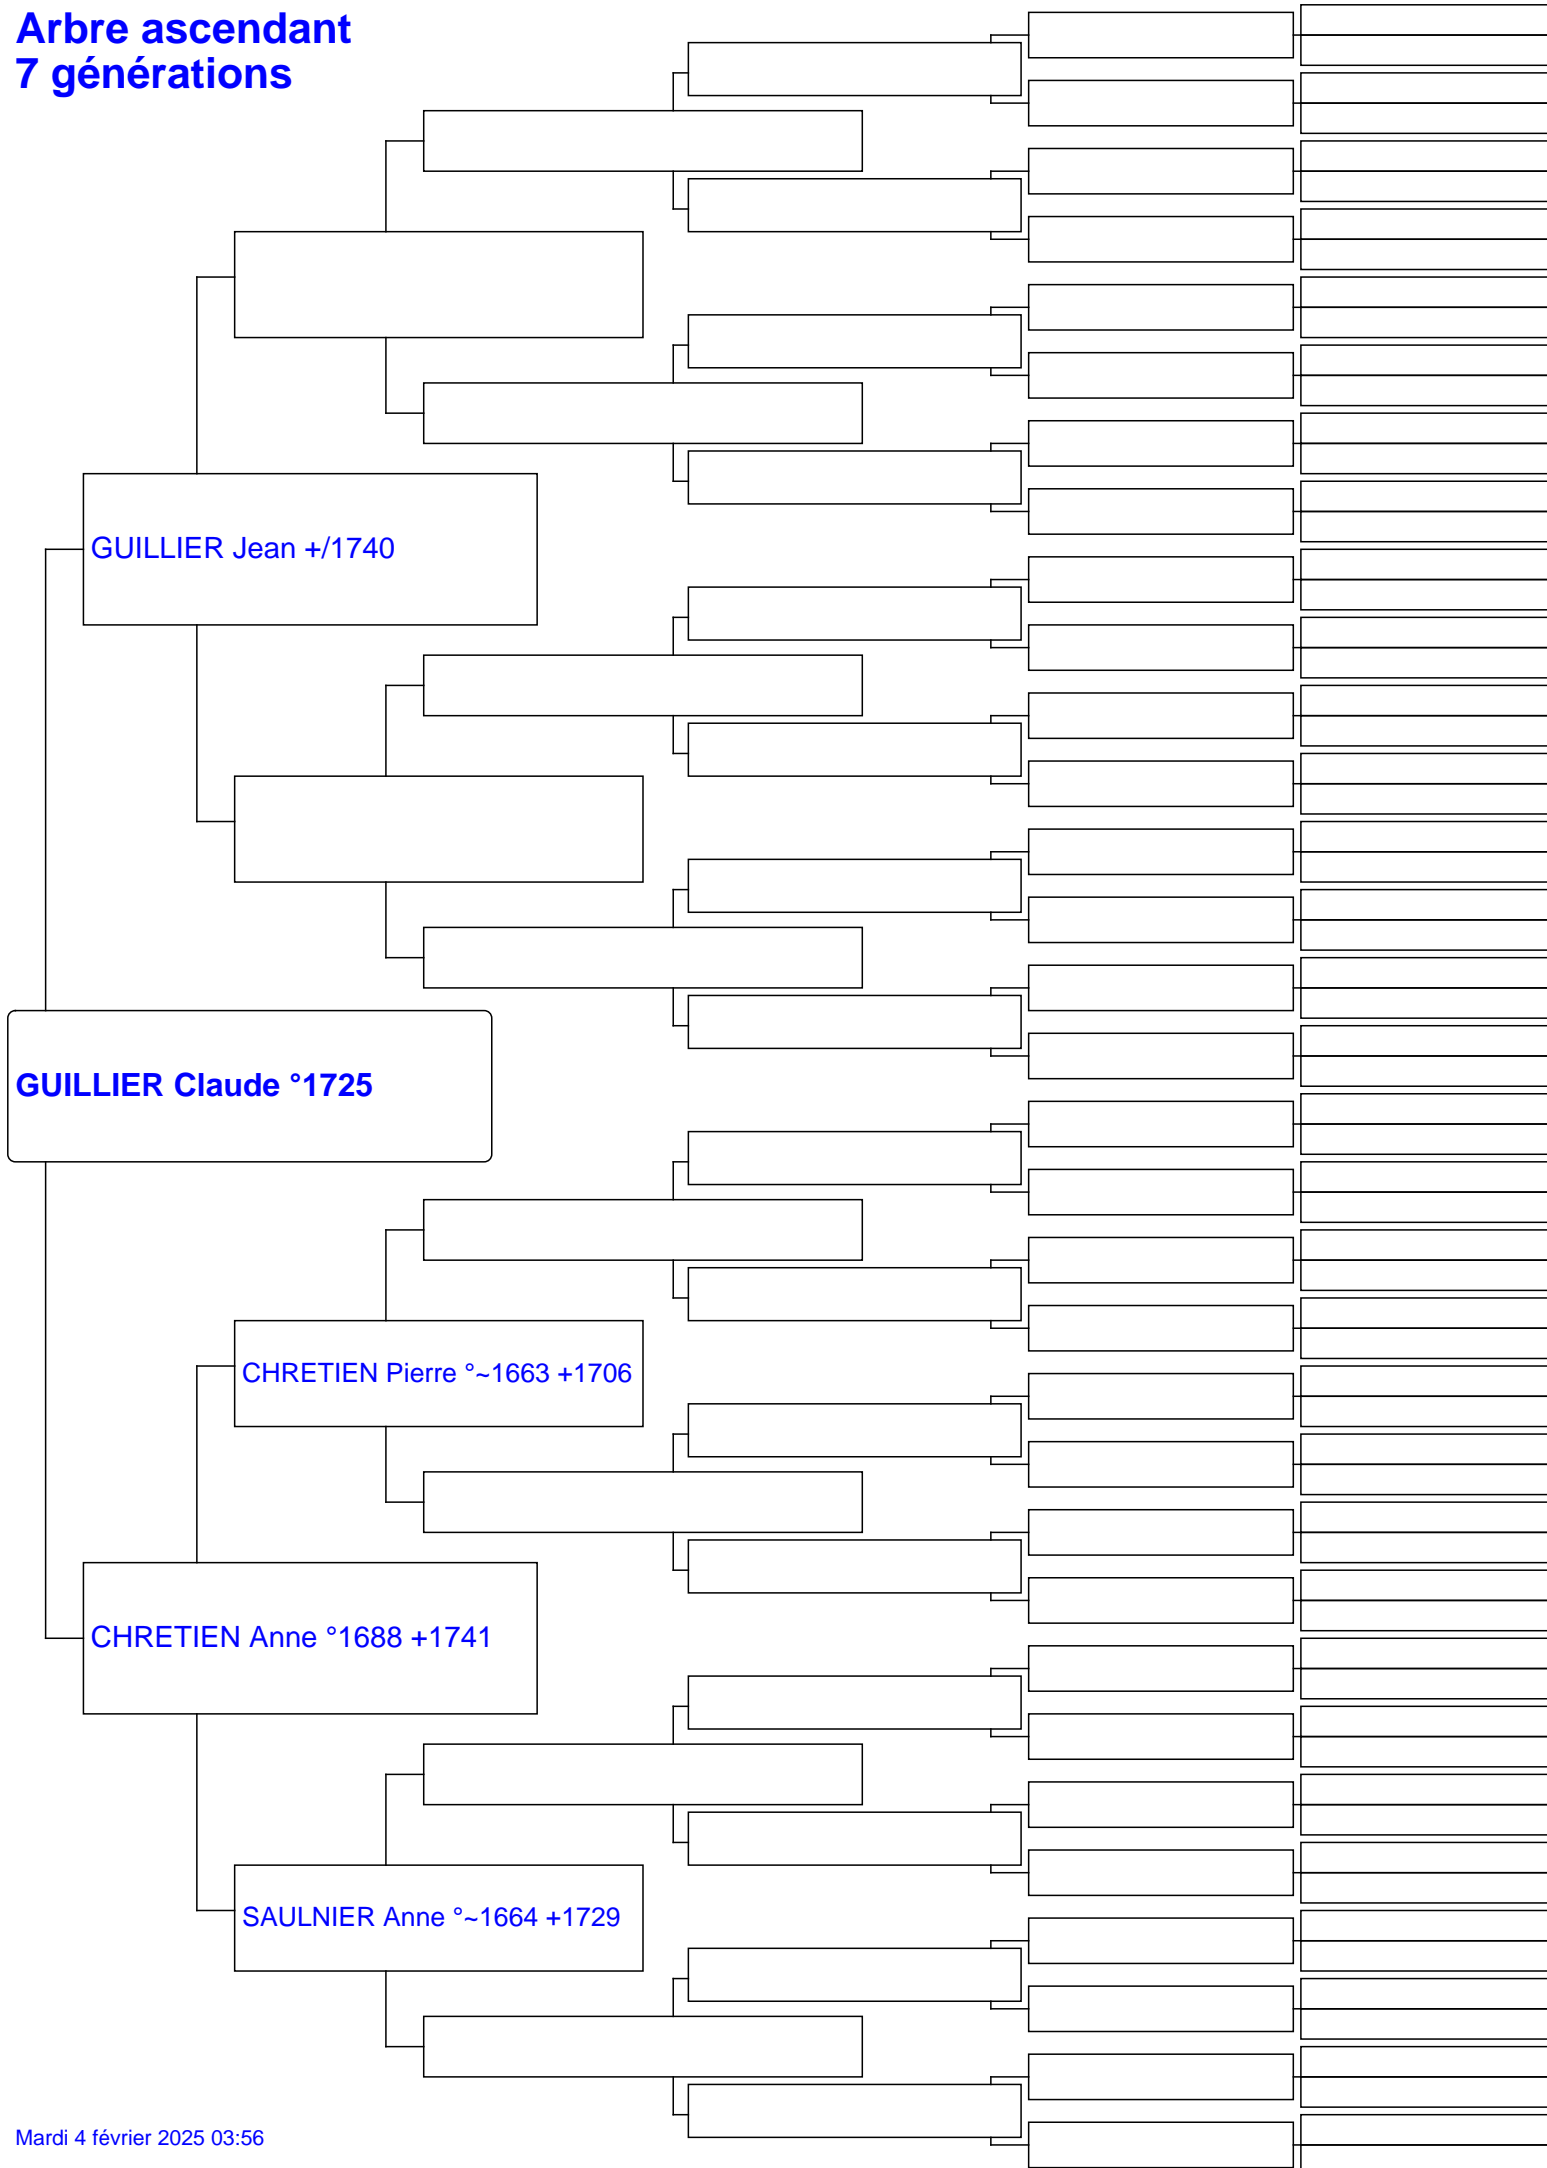 Arbre ascendant
7 générations
GUILLIER Jean +/1740
GUILLIER Claude °1725
CHRETIEN Pierre °~1663 +1706
CHRETIEN Anne °1688 +1741
SAULNIER Anne °~1664 +1729
Mardi 4 février 2025 03:56